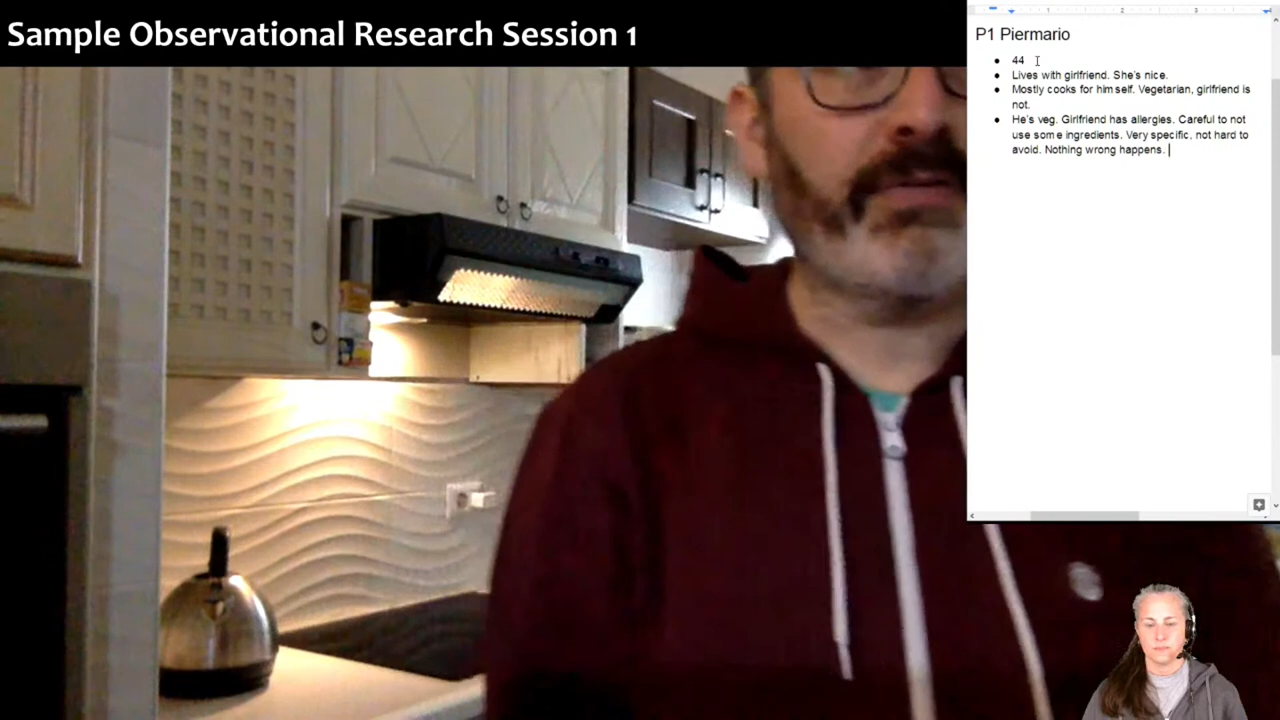 Sample Observational Research Session 1
P1 Piermario
44
Lives with girlfriend. She's nice.
Mostly cooks for himself. Vegetarian, girlfriend is
not.
He's veg. Girlfriend has allergies. Careful to not
use some ingredients. Very specific, not hard to
avoid. Nothing wrong happens.